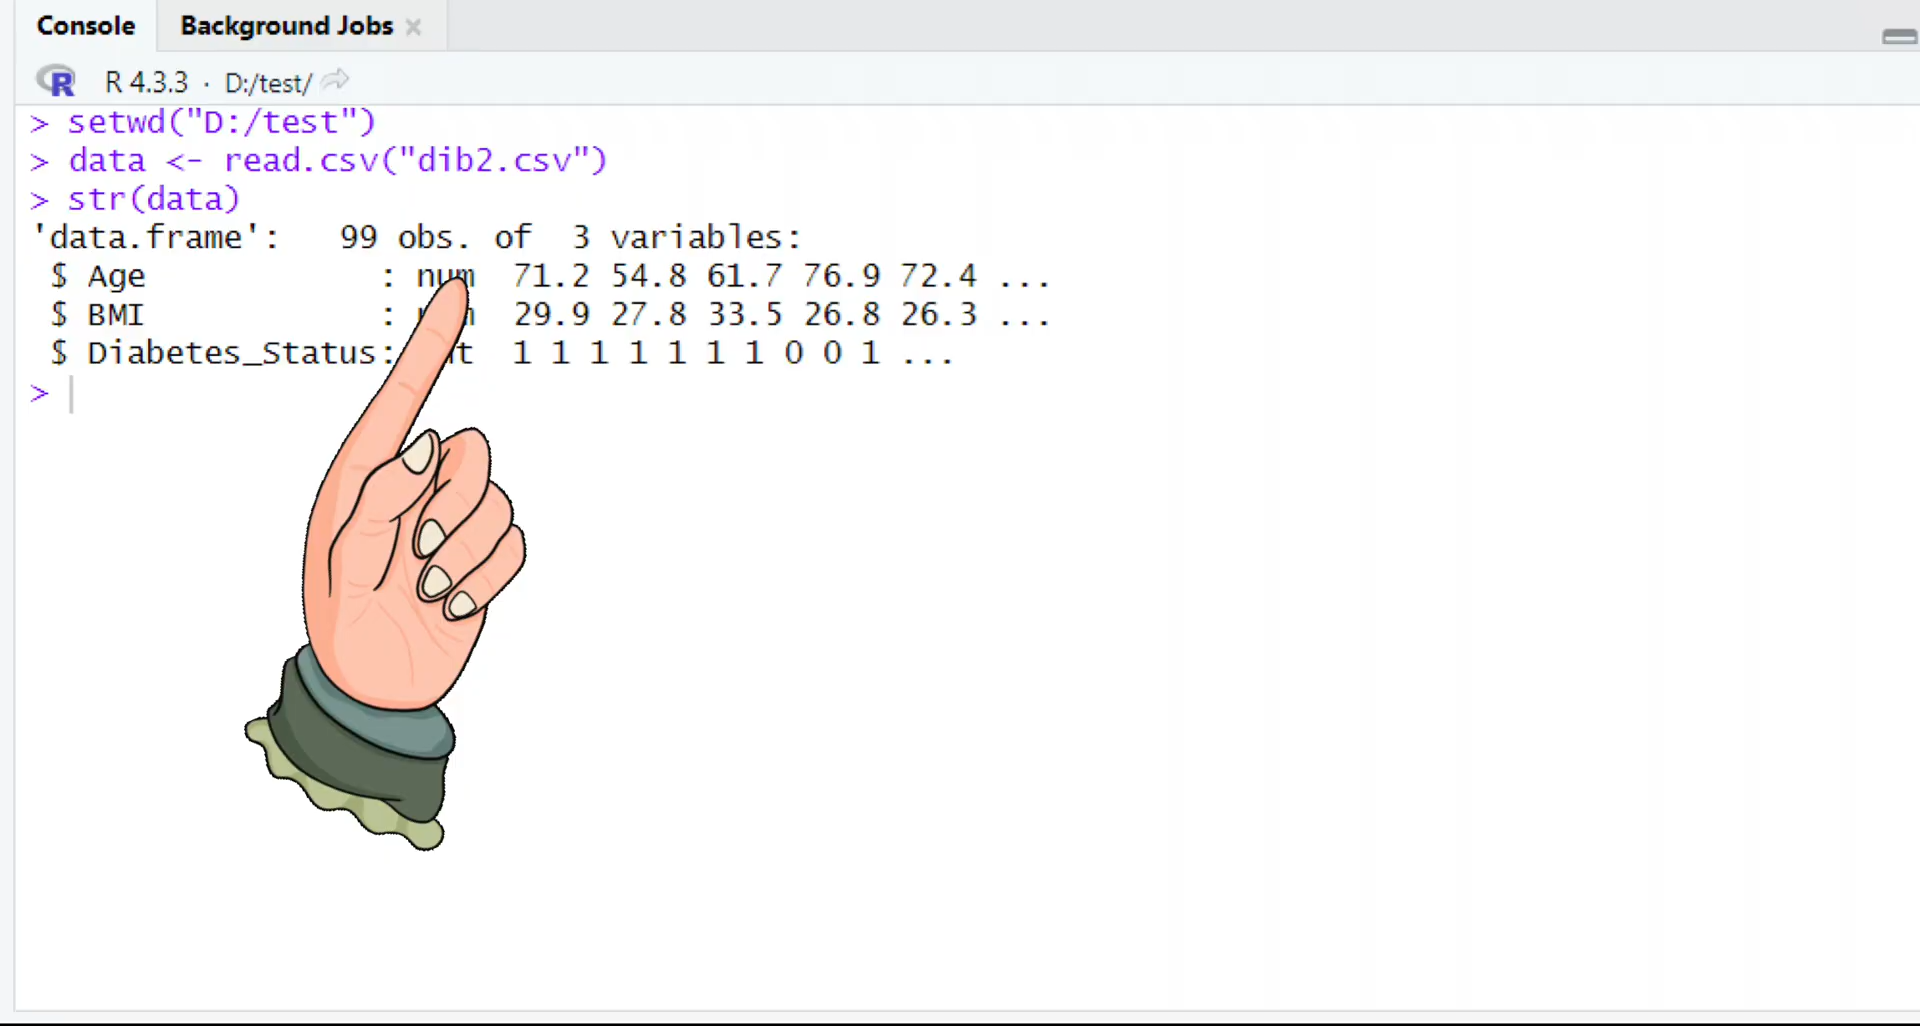 Console Background Jobs
R 4.3.3 · D:/test/
> setwd("D:/test")
> data <- read.csv("dib2.csv")
> str(data)
'data.frame': 99 obs. of 3 variables:
$ Age : num 71.2 54.8 61.7 76.9 72.4 ...
$ BMI : 29.9 27.8 33.5 26.8 26.3 ...
$ Diabetes_Status: 1 1 1 1 1 1 1 0 0 1 ...
>